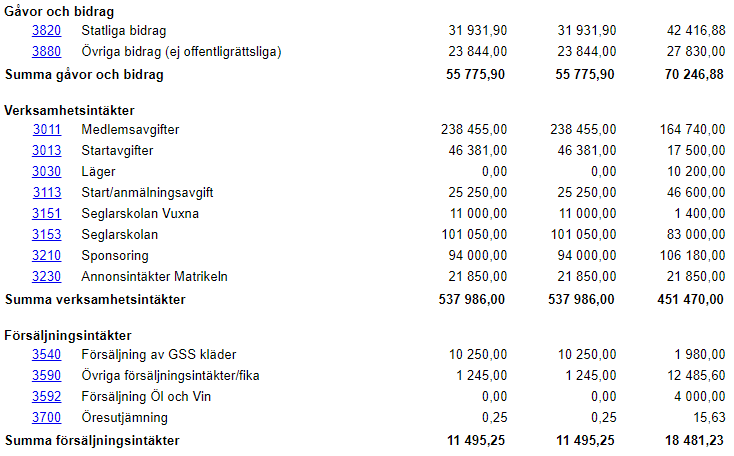 Gåvor och bidrag
3820 Statliga bidrag 31 931,90 31 931,90 42 416,88
3880 Övriga bidrag (ej offentligrättsliga) 23 844,00 23 844,00 27 830,00
Summa gåvor och bidrag 55 775,90 55 775,90 70 246,88
Verksamhetsintäkter
3011 Medlemsavgifter 238 455,00 238 455,00 164 740,00
3013 Startavgifter 46 381,00 46 381,00 17 500,00
3030 Läger 0,00 0,00 10 200,00
3113 Start/anmälningsavgift 25 250,00 25 250,00 46 600,00
3151 Seglarskolan Vuxna 11 000,00 11 000,00 1 400,00
3153 Seglarskolan 101 050,00 101 050,00 83 000,00
3210 Sponsoring 94 000,00 94 000,00 106 180,00
3230 Annonsintäkter Matrikeln 21 850,00 21 850,00 21 850,00
Summa verksamhetsintäkter 537 986,00 537 986,00 451 470,00
Försäljningsintäkter
3540 Försäljning av GSS kläder 10 250,00 10 250,00 1 980,00
3590 Övriga försäljningsintäkter/fika 1 245,00 1 245,00 12 485,60
3592 Försäljning Öl och Vin 0,00 0,00 4 000,00
3700 Öresutjämning 0,25 0,25 15,63
Summa försäljningsintäkter 11 495,25 11 495,25 18 481,23